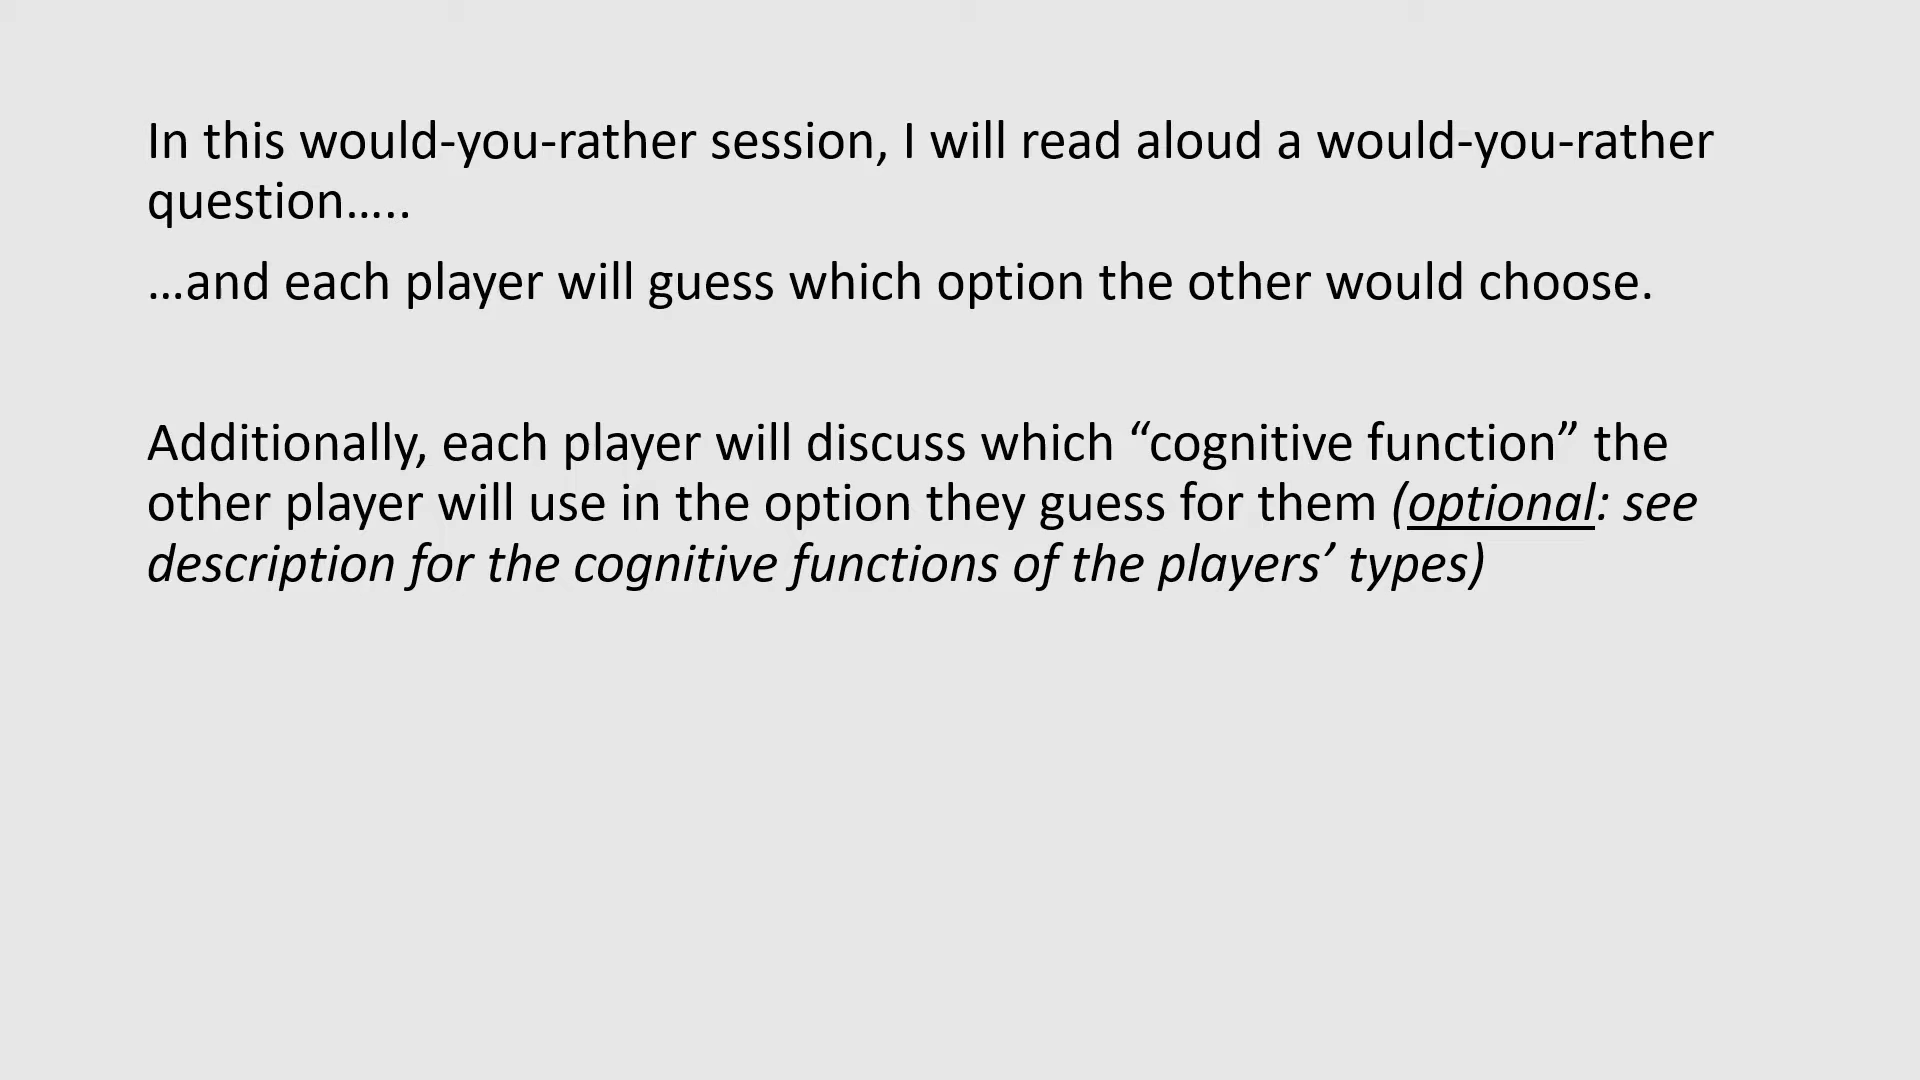 In this would-you-rather session, I will read aloud a would-you-rather
question…..
…and each player will guess which option the other would choose.
Additionally, each player will discuss which “cognitive function” the
other player will use in the option they guess for them (optional: see
description for the cognitive functions of the players’ types)